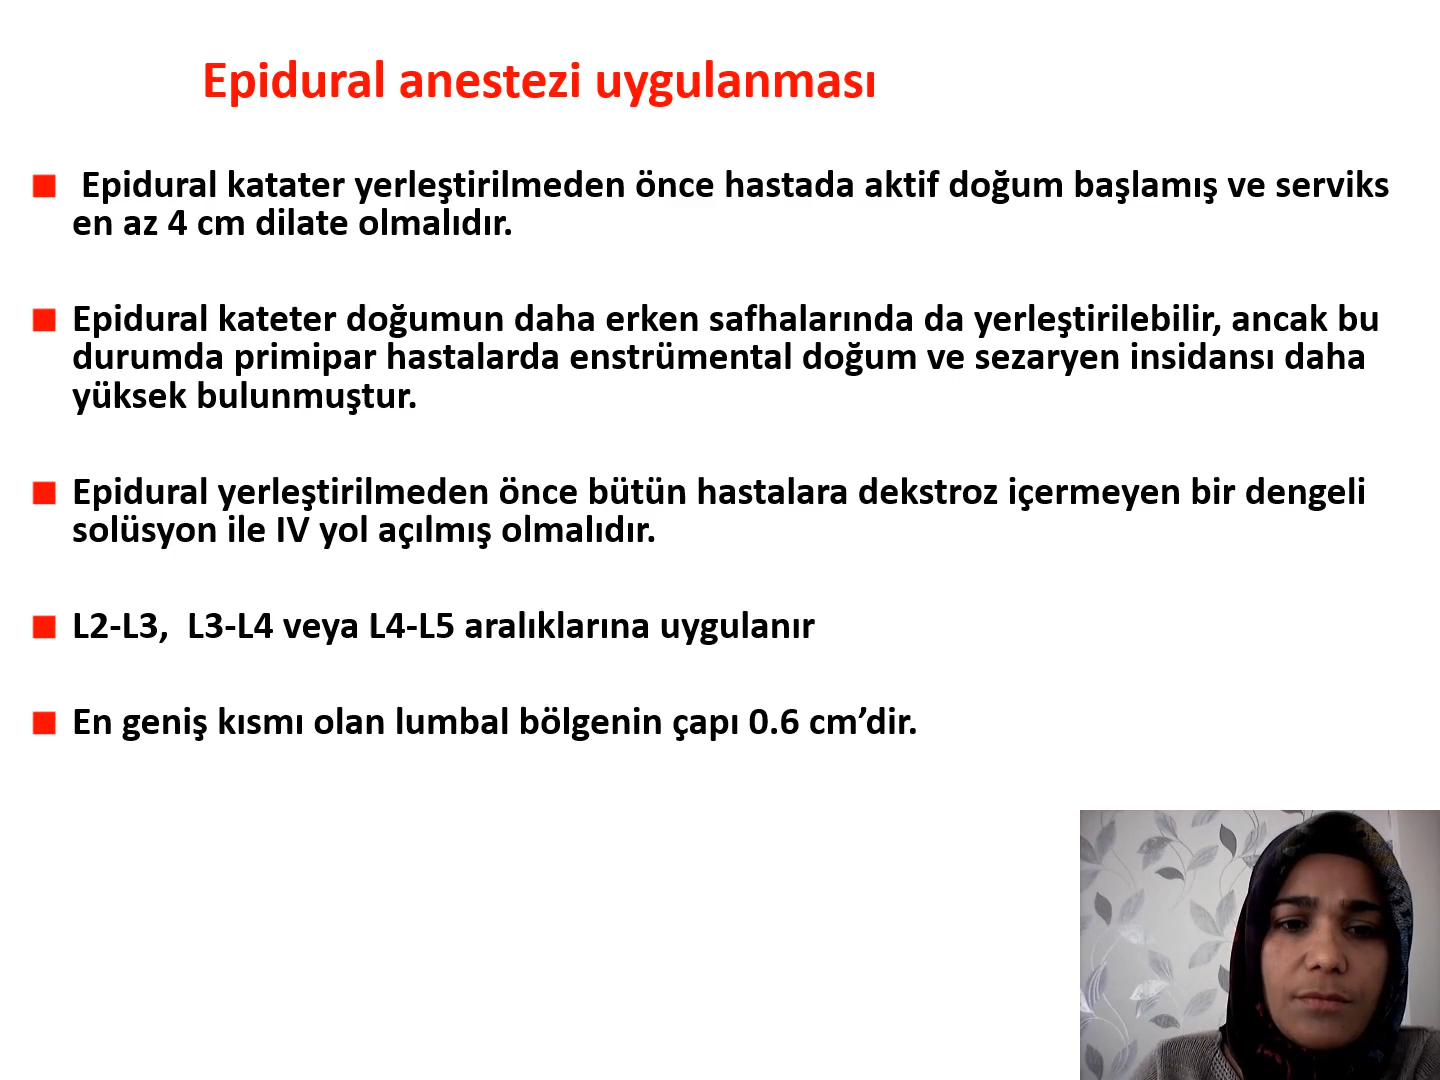 Epidural anestezi uygulanması
Epidural katater yerleştirilmeden önce hastada aktif doğum başlamış ve serviks
en az 4 cm dilate olmalıdır.
Epidural kateter doğumun daha erken safhalarında da yerleştirilebilir, ancak bu
durumda primipar hastalarda enstrümental doğum ve sezaryen insidansı daha
yüksek bulunmuştur.
Epidural yerleştirilmeden önce bütün hastalara dekstroz içermeyen bir dengeli
solüsyon ile IV yol açılmış olmalıdır.
L2-L3,  L3-L4 veya L4-L5 aralıklarına uygulanır
En geniş kısmı olan lumbal bölgenin çapı 0.6 cm’dir.